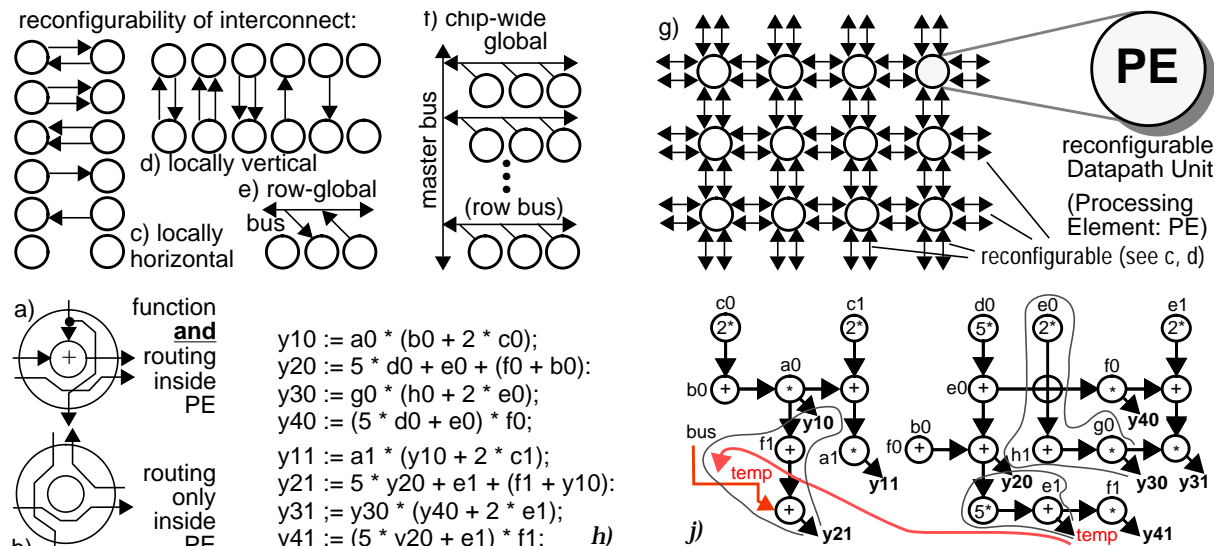 reconfigurability of interconnect:
f) chip-wide
global
g)
PE
master bus
d) locally vertical
e) row-global
bus
c) locally
horizontal
(row bus)
reconfigurable
Datapath Unit
(Processing
Element: PE)
reconfigurable (see c, d)
a)
function
and
routing
inside
PE
+
b)
routing
only
inside
PE
y10 := a0 * (b0 + 2 * c0);
y20 := 5 * d0 + e0 + (f0 + b0):
y30 := g0 * (h0 + 2 * e0);
y40 := (5 * d0 + e0) * f0;
y11 := a1 * (y10 + 2 * c1);
y21 := 5 * y20 + e1 + (f1 + y10):
y31 := y30 * (y40 + 2 * e1);
y41 := (5 * y20 + e1) * f1;
h)
c0
c1
d0
e0
e1
2*
2*
5*
2*
2*
a0
f0
b0
+
*
+
e0
+
+
*
+
y10
y40
bus
f1
+
a1
*
b0
f0
+
h1
+
g0
*
*
temp
y11
y20
y30
y31
e1
f1
+
5*
+
*
j)
y21
temp
y41